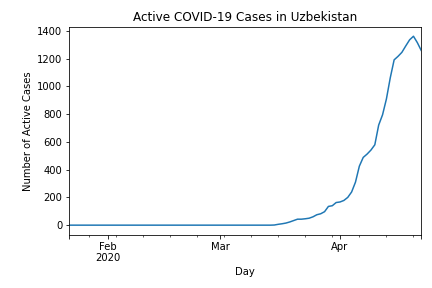 Active COVID-19 Cases in Uzbekistan
Number of Active Cases
1400
1200
1000
800
600
400
200
0
Feb
2020
Mar
Apr
Day